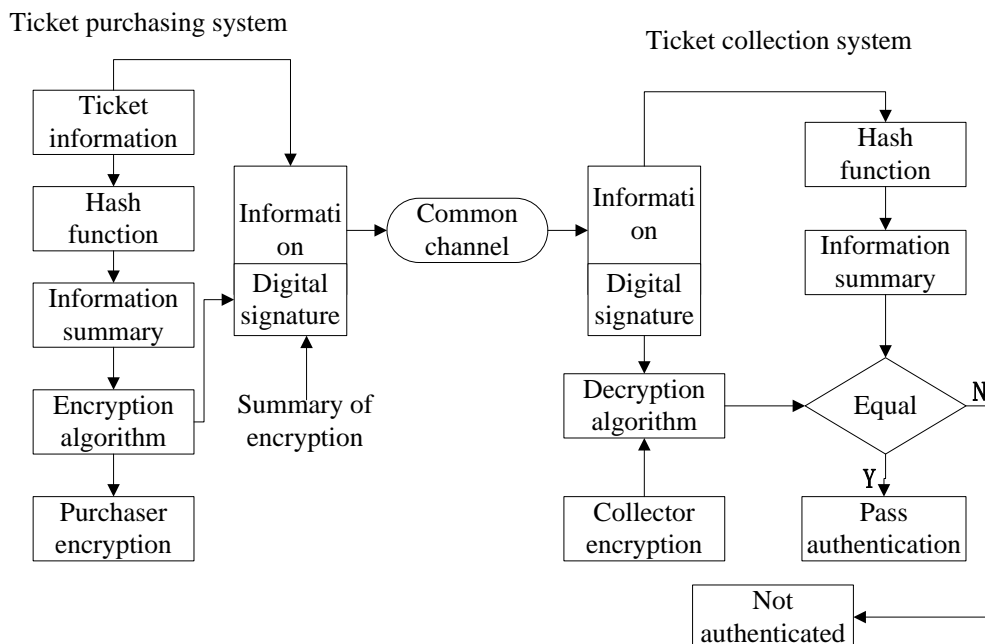 Ticket purchasing system
Ticket
information
Hash
function
Information
summary
Encryption
algorithm
Purchaser
encryption
Informati
on
Digital
signature
Summary of
encryption
Common
channel
Ticket collection system
Informati
on
Digital
signature
Decryption
algorithm
Collector
encryption
Hash
function
Information
summary
Equal
N
Y
Pass
authentication
Not
authenticated